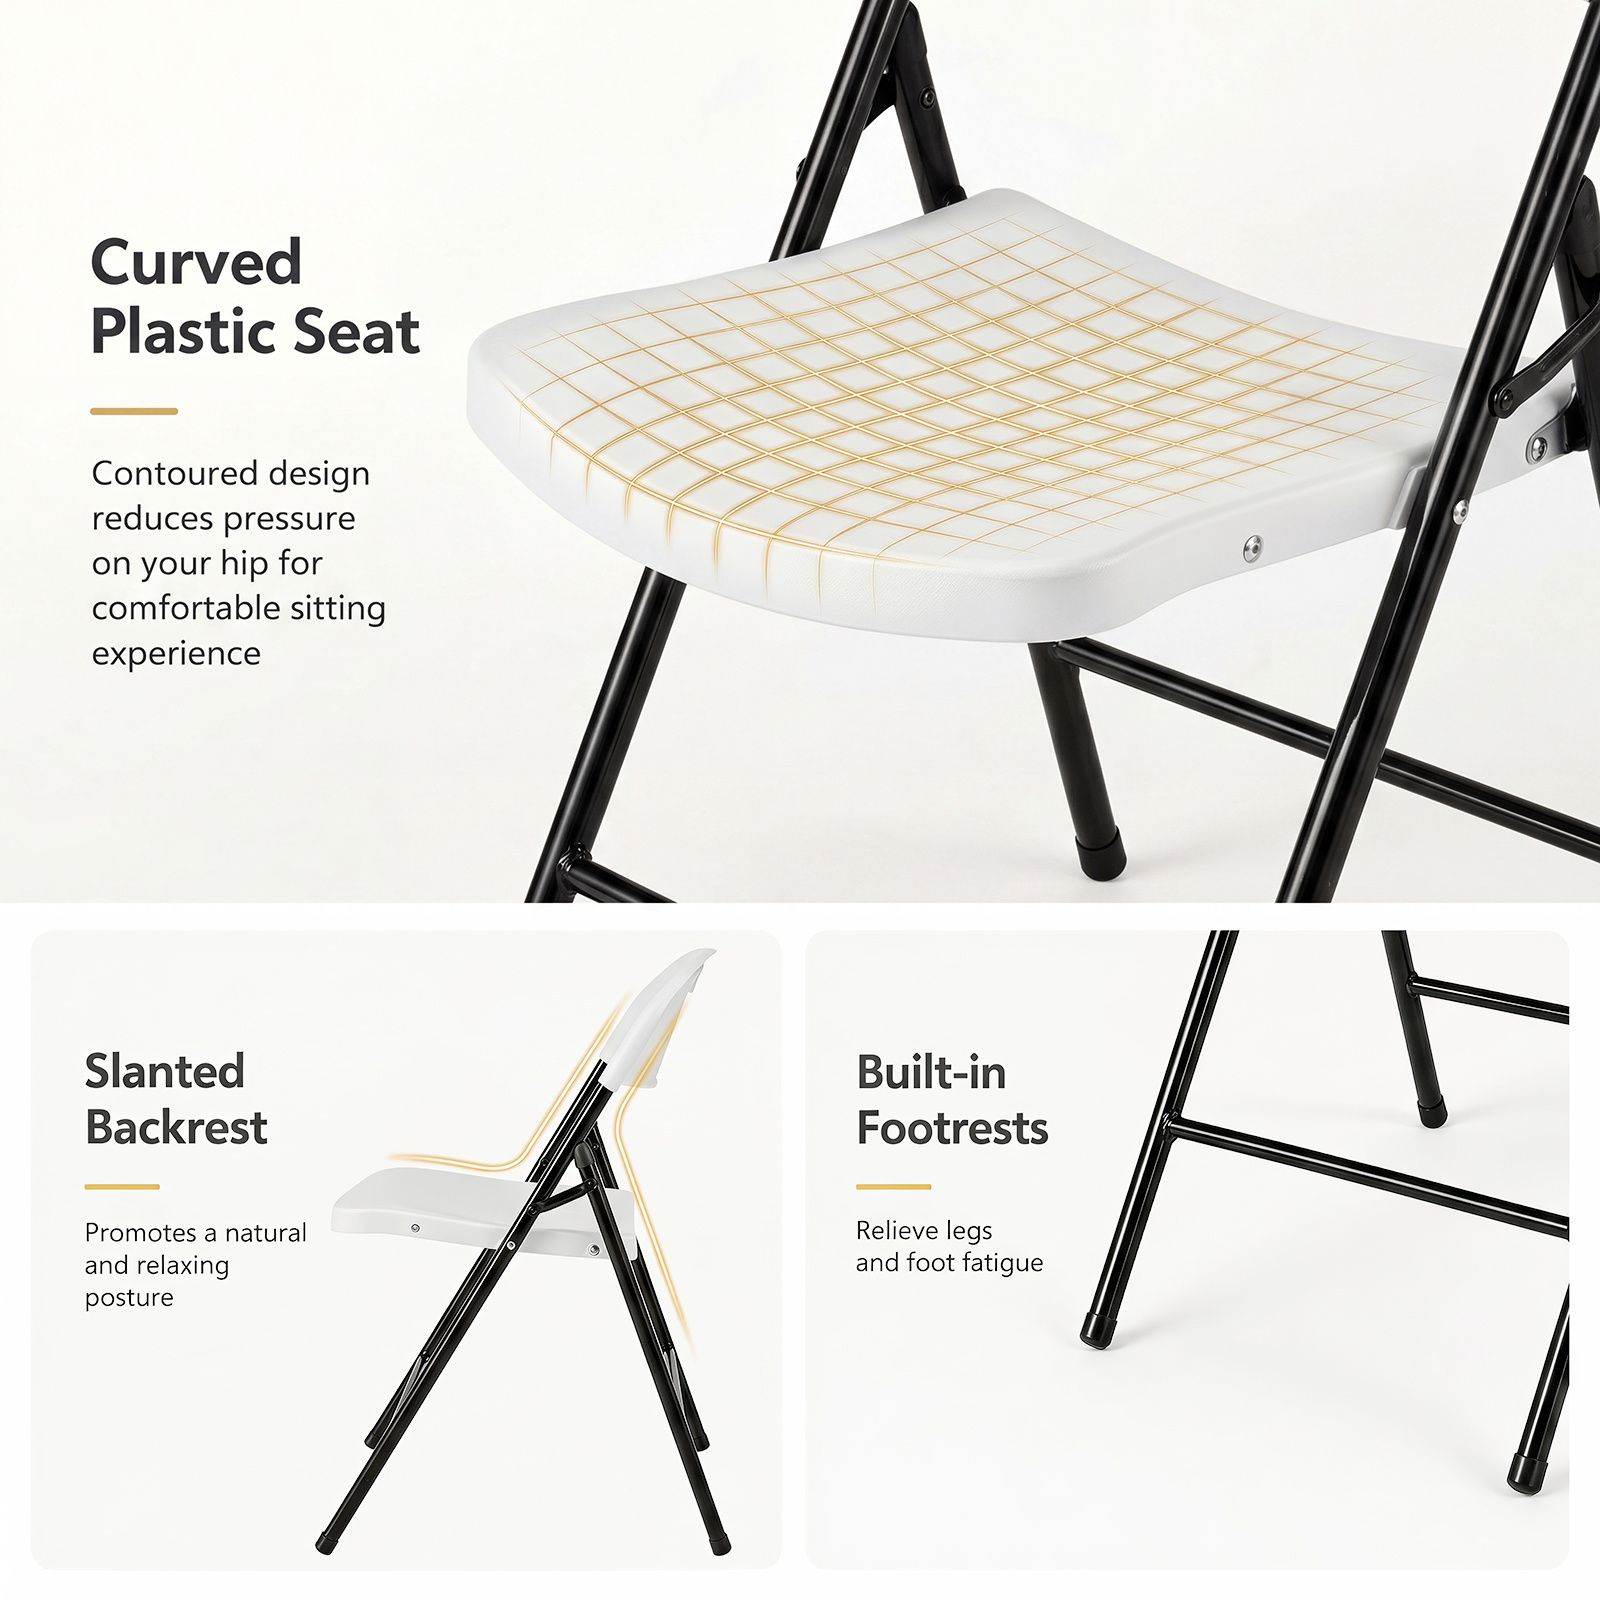 Curved
Plastic Seat
Contoured design
reduces pressure
on your hip for
comfortable sitting
experience
Slanted
Backrest
Promotes a natural
and relaxing
posture
Built-in
Footrests
Relieve legs
and foot fatigue